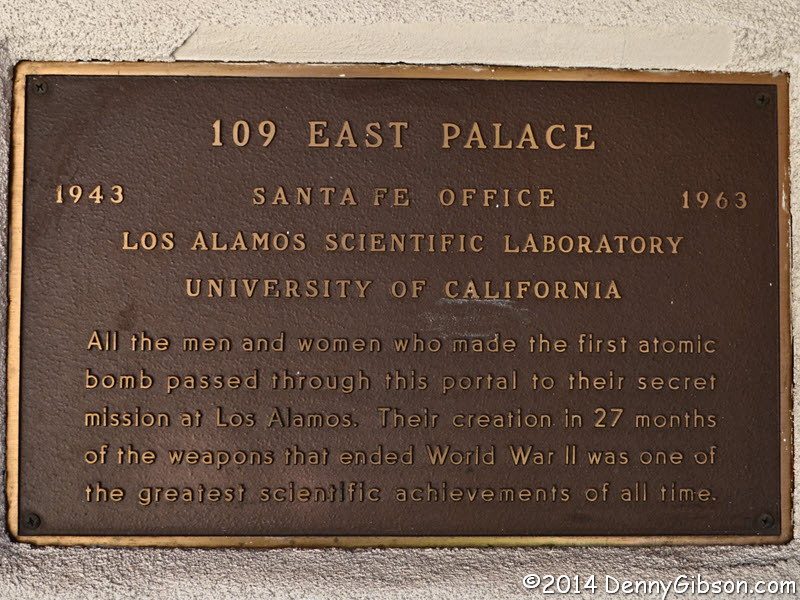 109 EAST PALACE
1943 SANTA FE OFFICE 1963
LOS ALAMOS SCIENTIFIC LABORATORY
UNIVERSITY OF CALIFORNIA
All the men and women who made the first atomic
bomb passed through this portal to their secret
mission at Los Alamos. Their creation in 27 months
of the weapons that ended World War II was one of
the greatest scientific achievements of all time.
©2014 DennyGibson.com